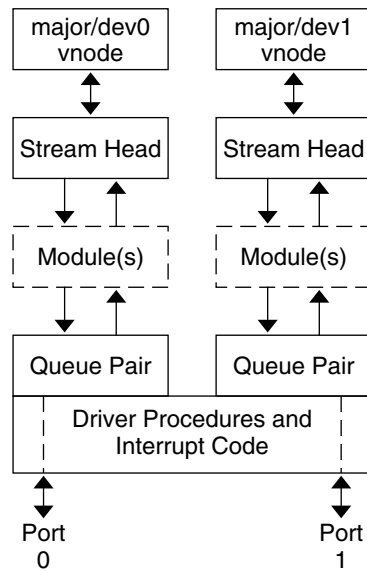 major/dev0
vnode
major/dev1
vnode
Stream Head
Stream Head
Module(s)
Module(s)
Queue Pair
Queue Pair
Driver Procedures and
Interrupt Code
Port
0
Port
1